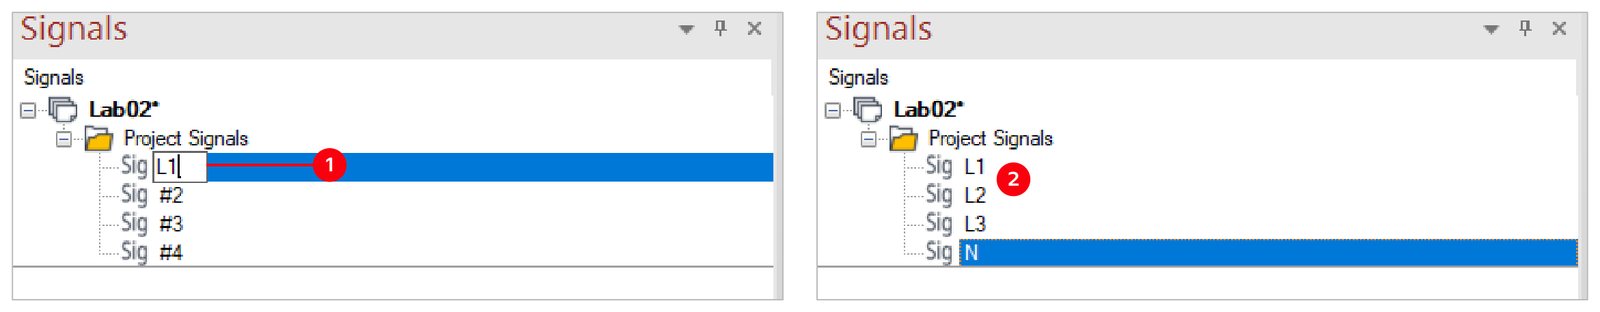 Signals
Signals
Lab02*
Project Signals
Sig L1
1
Sig #2
Sig #3
Sig #4
Signals
Signals
Lab02*
Project Signals
Sig L1
2
Sig L2
Sig L3
Sig N